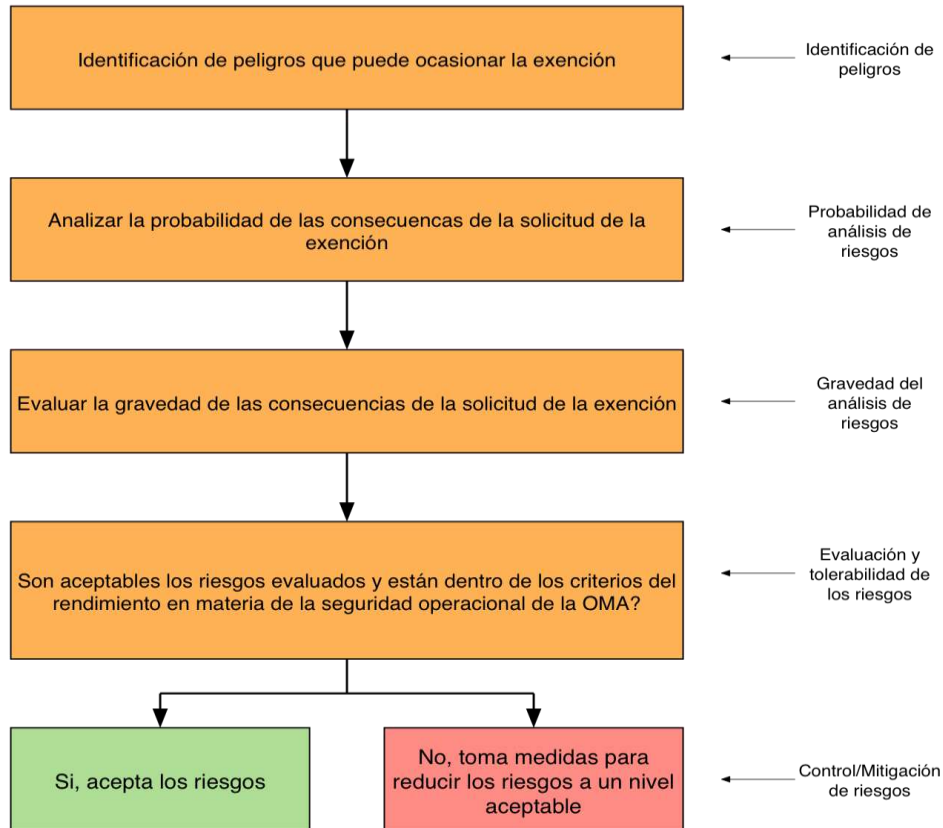 Identificación de peligros que puede ocasionar la exención
Identificación de
peligros
Analizar la probabilidad de las consecuencas de la solicitud de la
exención
Probabilidad de
análisis de
riesgos
Evaluar la gravedad de las consecuencias de la solicitud de la exención
Gravedad del
análisis de
riesgos
Son aceptables los riesgos evaluados y están dentro de los criterios del
rendimiento en materia de la seguridad operacional de la OMA?
Evaluación y
tolerabilidad de
los riesgos
Si, acepta los riesgos
No, toma medidas para
reducir los riesgos a un nivel
aceptable
Control/Mitigación
de riesgos